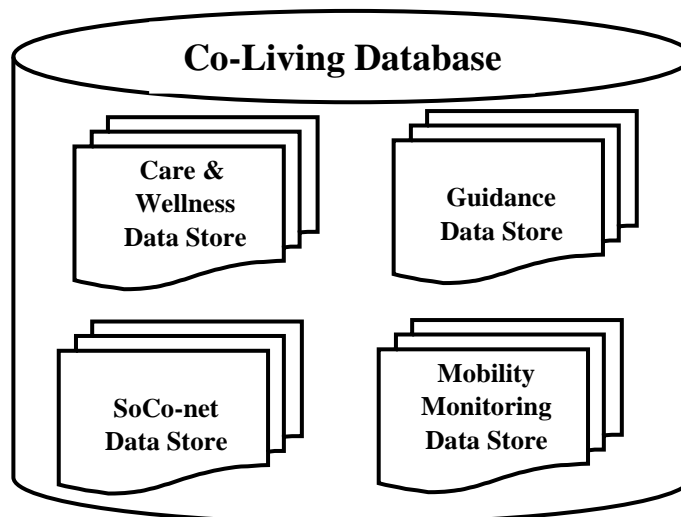 Co-Living Database
Care &
Wellness
Data Store
Guidance
Data Store
SoCo-net
Data Store
Mobility
Monitoring
Data Store